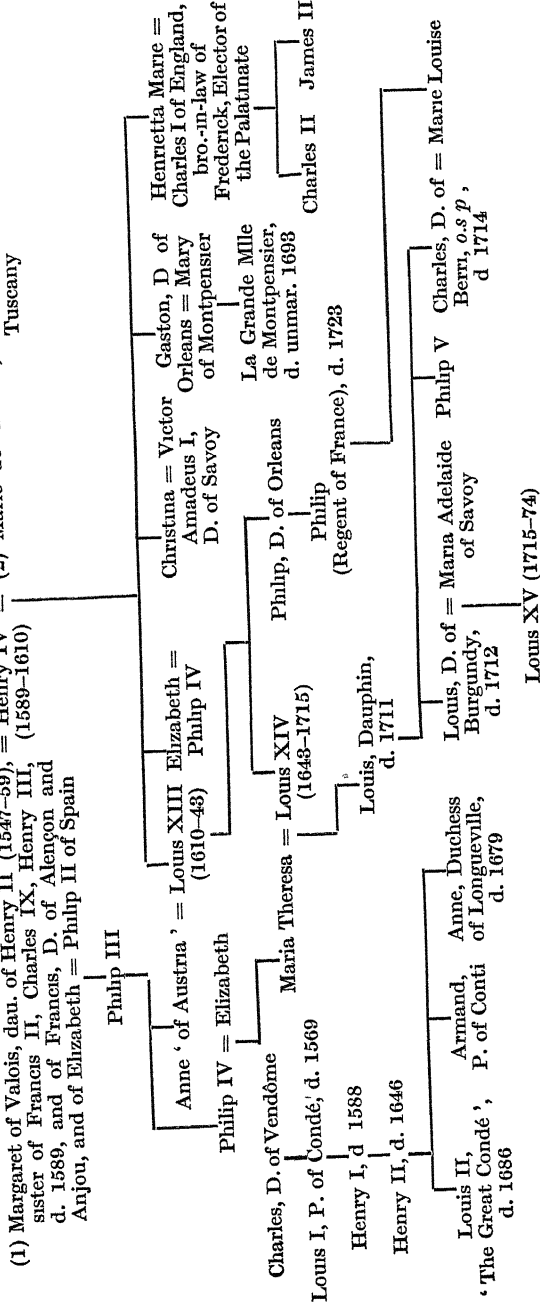 (1) Margaret of Valois, dau. of Henry II (1547–59), = Henry IV = (2)
sister of Francis II, Charles IX, Henry III,
d. 1589, and of Francis, D. of Alençon and
Anjou, and of Elizabeth = Philip II of Spain
(1589–1610)
Tuscany
Philip III
Anne ‘ of Austria ’ = Louis XIII
(1610–43)
Elizabeth =
Philip IV
Christina = Victor
Amadeus I,
D. of Savoy
Gaston, D of
Orleans = Mary
of Montpensier
Henrietta Marie =
Charles I of England,
bro.-in-law of
Frederick, Elector of
the Palatinate
Philip IV = Elizabeth
La Grande Mlle
de Montpensier,
d. unmar. 1693
Charles II James II
Maria Theresa = Louis XIV
(1643–1715)
Philip, D. of Orleans
Philip
(Regent of France), d. 1723
Charles, D. of Vendôme
Louis I, P. of Condé, d. 1569
Henry I, d 1588
Henry II, d. 1646
Louis, Dauphin,
d. 1711
Louis II,
‘ The Great Condé ’,
d. 1686
Armand,
P. of Conti
Anne, Duchess
of Longueville,
d. 1679
Louis, D. of = Maria Adelaide
Burgundy, of Savoy
d. 1712
Philip V
Charles, D. of = Marie Louise
Berri, o.s p ,
d 1714
Louis XV (1715–74)